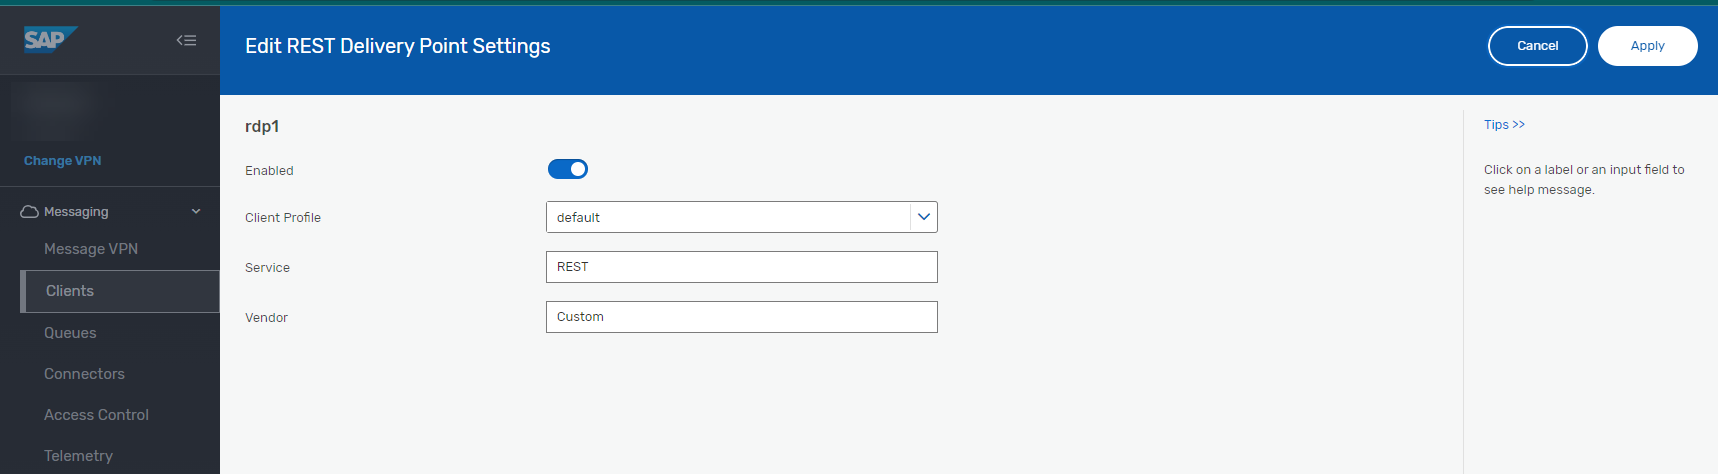 SAP
Edit REST Delivery Point Settings
Cancel
Apply
Change VPN
Messaging
Message VPN
Clients
Queues
Connectors
Access Control
Telemetry
rdp1
Enabled
Client Profile
default
Service
REST
Vendor
Custom
Tips >>
Click on a label or an input field to
see help message.